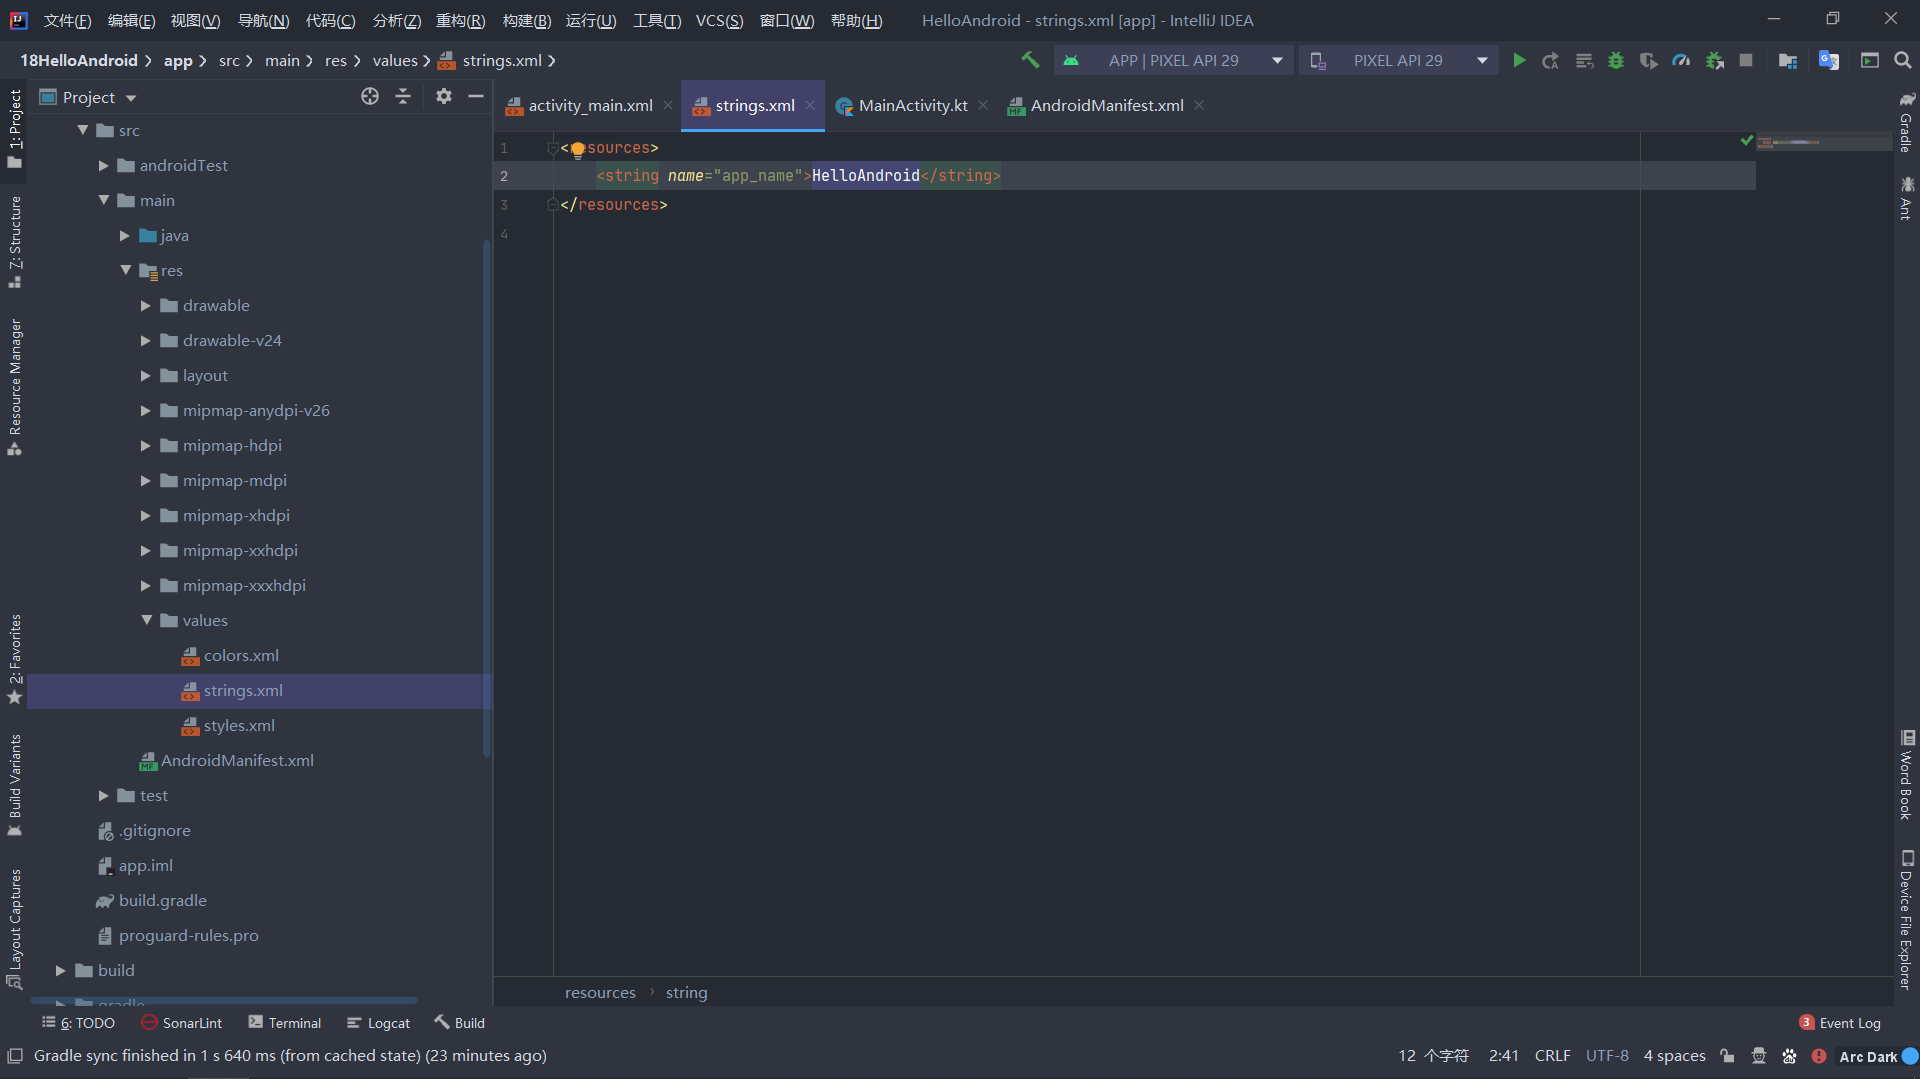 文件(F) 编辑(E) 视图(V) 导航(N) 代码(C) 分析(Z) 重构(R) 构建(B) 运行(U) 工具(T) VCS(S) 窗口(W) 帮助(H) HelloAndroid - strings.xml [app] - IntelliJ IDEA
18HelloAndroid app src main res values strings.xml APP | PIXEL API 29 PIXEL API 29
Project
activity_main.xml strings.xml MainActivity.kt AndroidManifest.xml
src
androidTest
main
java
res
drawable
drawable-v24
layout
mipmap-anydpi-v26
mipmap-hdpi
mipmap-mdpi
mipmap-xhdpi
mipmap-xxhdpi
mipmap-xxxhdpi
values
colors.xml
strings.xml
styles.xml
AndroidManifest.xml
test
.gitignore
app.iml
build.gradle
proguard-rules.pro
build
gradle
1 <resources>
2 <string name="app_name">HelloAndroid</string>
3 </resources>
4
resources › string
1: Project
7: Structure
Resource Manager
2: Favorites
Build Variants
Layout Captures
Gradle
Ant
Word Book
Device File Explorer
6: TODO SonarLint Terminal Logcat Build 3 Event Log
Gradle sync finished in 1 s 640 ms (from cached state) (23 minutes ago) 12 个字符 2:41 CRLF UTF-8 4 spaces Arc Dark